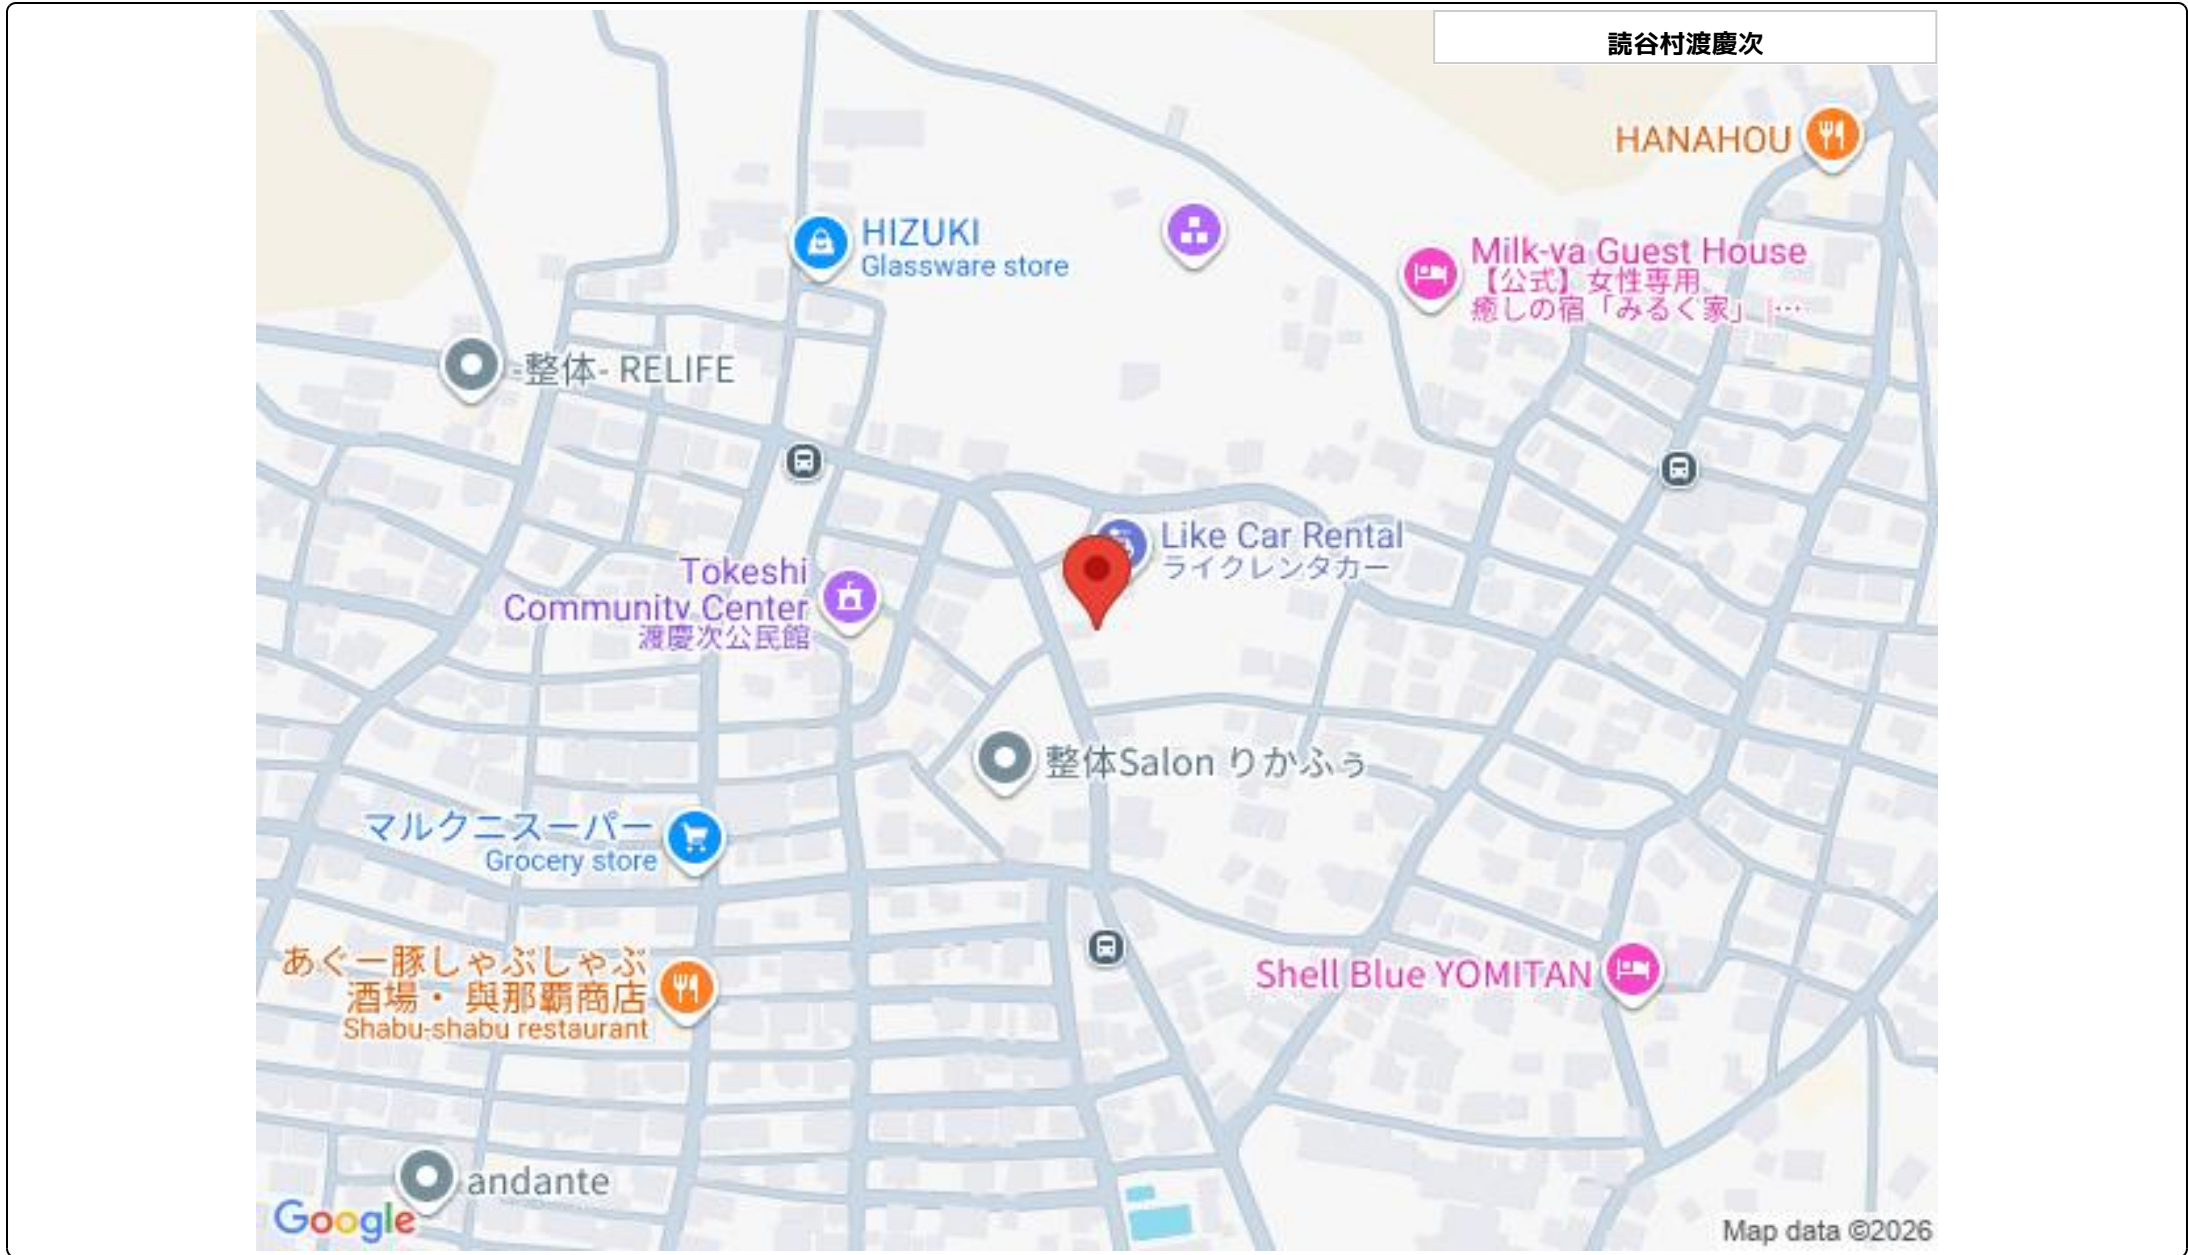 読谷村渡慶次
HANAHOU
HIZUKI
Glassware store
Milk-va Guest House
【公式】女性専用
癒しの宿「みるく家」 |…
-整体- RELIFE
Like Car Rental
ライクレンタカー
Tokeshi
Community Center
渡慶次公民館
整体Salon りかふぅ
マルクニスーパー
Grocery store
あぐー豚しゃぶしゃぶ
酒場・與那覇商店
Shabu-shabu restaurant
Shell Blue YOMITAN
andante
Google
Map data ©2026